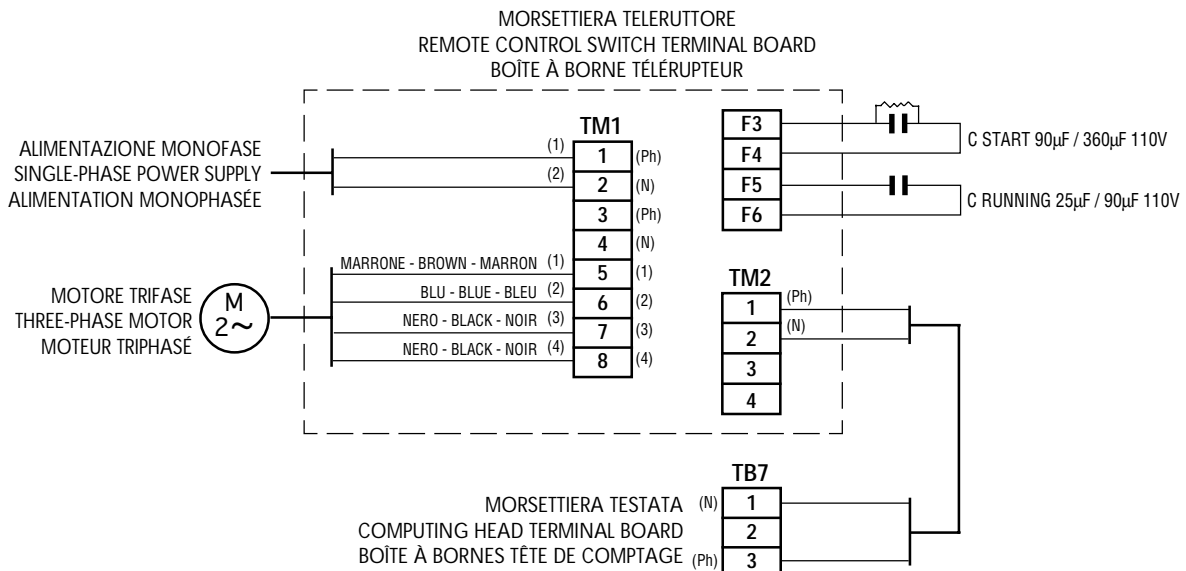 MORSETTIERA TELERUTTORE
REMOTE CONTROL SWITCH TERMINAL BOARD
BOÎTE À BORNE TÉLÉRUPTEUR
ALIMENTAZIONE MONOFASE
SINGLE-PHASE POWER SUPPLY
ALIMENTATION MONOPHASÉE
TM1
(1) 1 (Ph)
(2) 2 (N)
3 (Ph)
4 (N)
MARRONE - BROWN - MARRON (1) 5 (1)
BLU - BLUE - BLEU (2) 6 (2)
NERO - BLACK - NOIR (3) 7 (3)
NERO - BLACK - NOIR (4) 8 (4)
MOTORE TRIFASE
THREE-PHASE MOTOR
MOTEUR TRIPHASÉ
M
2~
F3
F4
F5
F6
C START 90µF / 360µF 110V
C RUNNING 25µF / 90µF 110V
TM2
1 (Ph)
2 (N)
3
4
TB7
(N) 1
2
(Ph) 3
MORSETTIERA TESTATA
COMPUTING HEAD TERMINAL BOARD
BOÎTE À BORNES TÊTE DE COMPTAGE